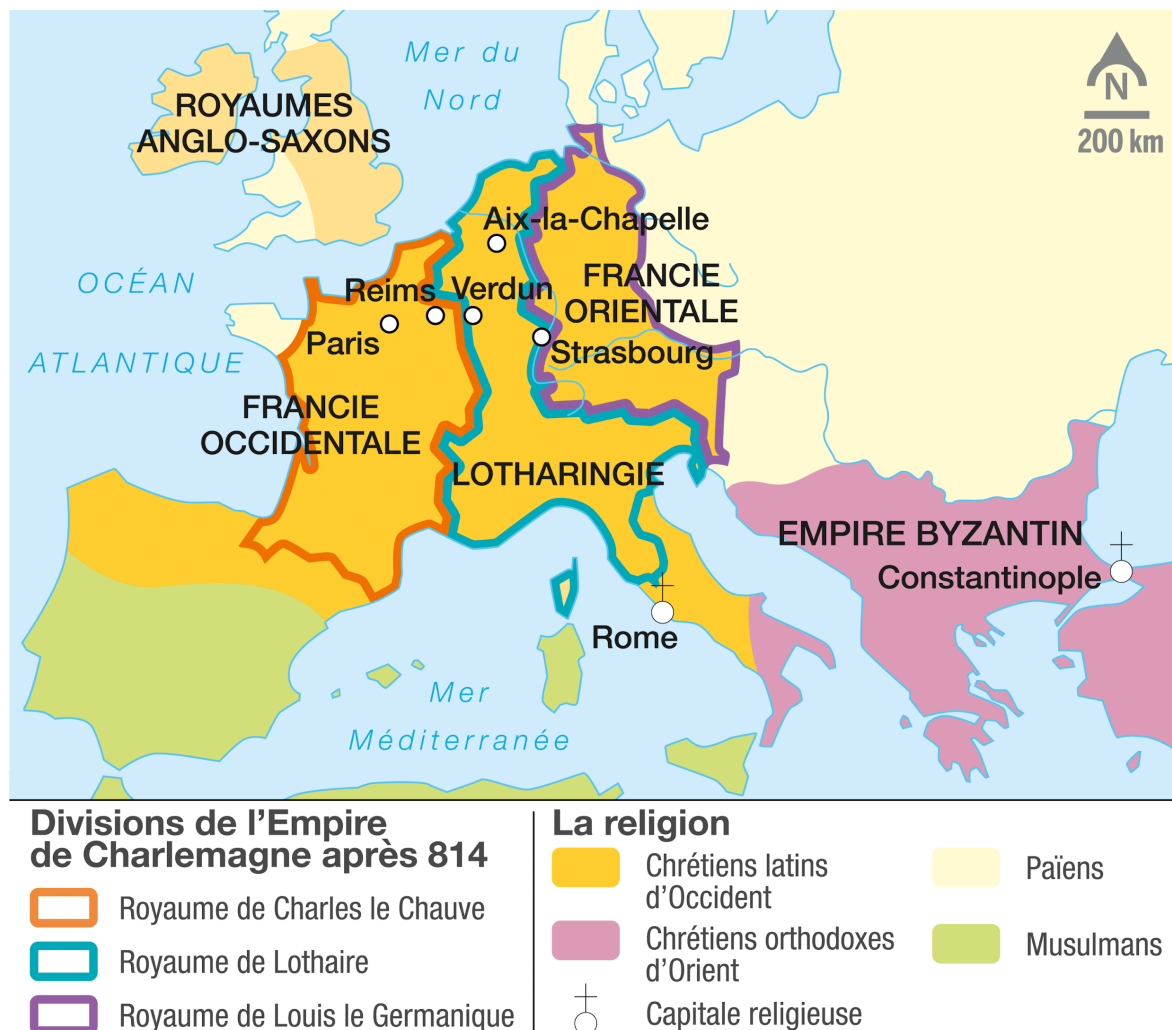 Mer du
Nord
N
200 km
ROYAUMES
ANGLO-SAXONS
Aix-la-Chapelle
OCÉAN
ATLANTIQUE
FRANCIE
ORIENTALE
Reims
Verdun
Paris
Strasbourg
FRANCIE
OCCIDENTALE
LOTHARINGIE
EMPIRE BYZANTIN
Constantinople
Rome
Mer
Méditerranée
Divisions de l'Empire
de Charlemagne après 814
Royaume de Charles le Chauve
Royaume de Lothaire
Royaume de Louis le Germanique
La religion
Chrétiens latins
d'Occident
Chrétiens orthodoxes
d'Orient
Capitale religieuse
Païens
Musulmans